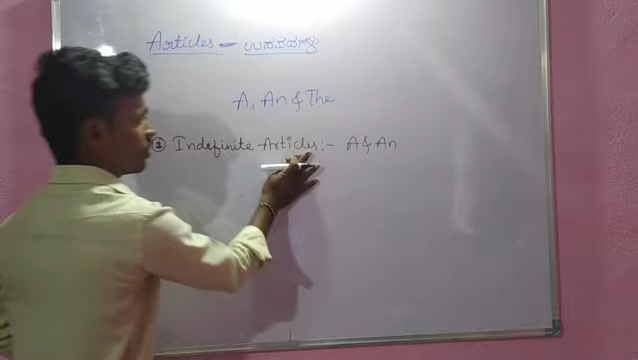 Articles - ಉಪಪದಗಳು
A, An & The
① Indefinite Articles:- A & An